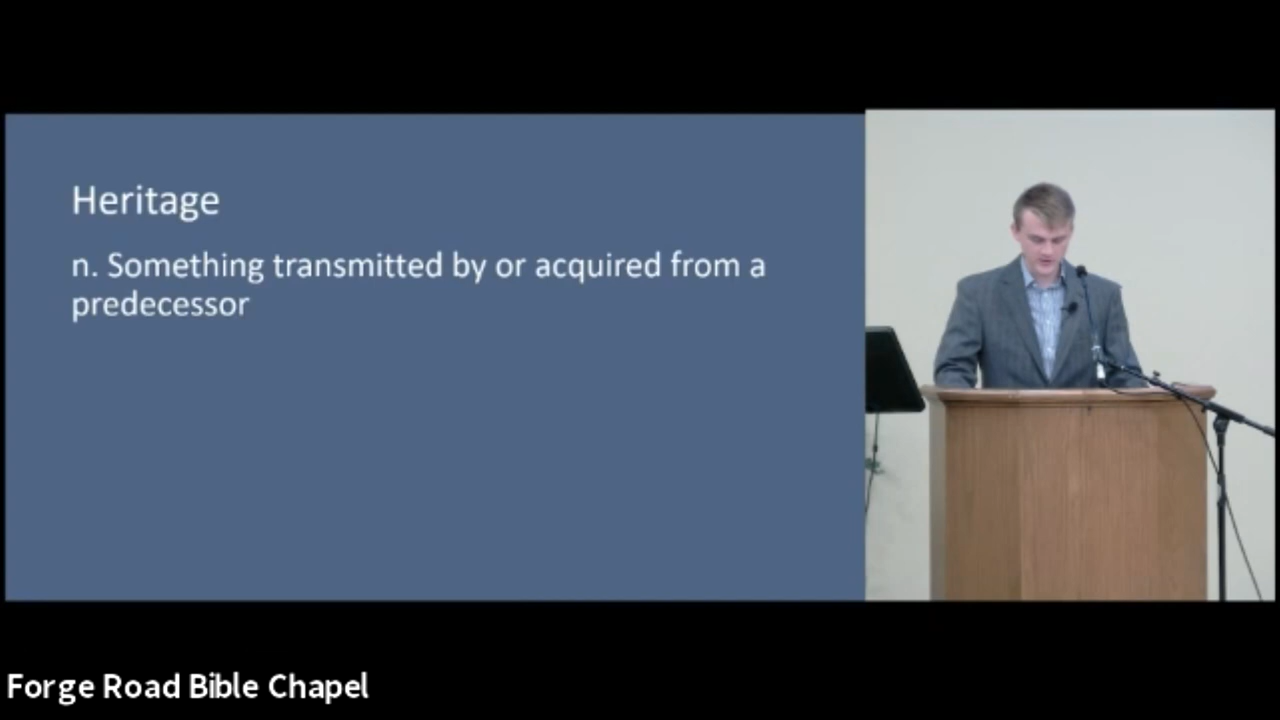 Heritage
n. Something transmitted by or acquired from a
predecessor
Forge Road Bible Chapel